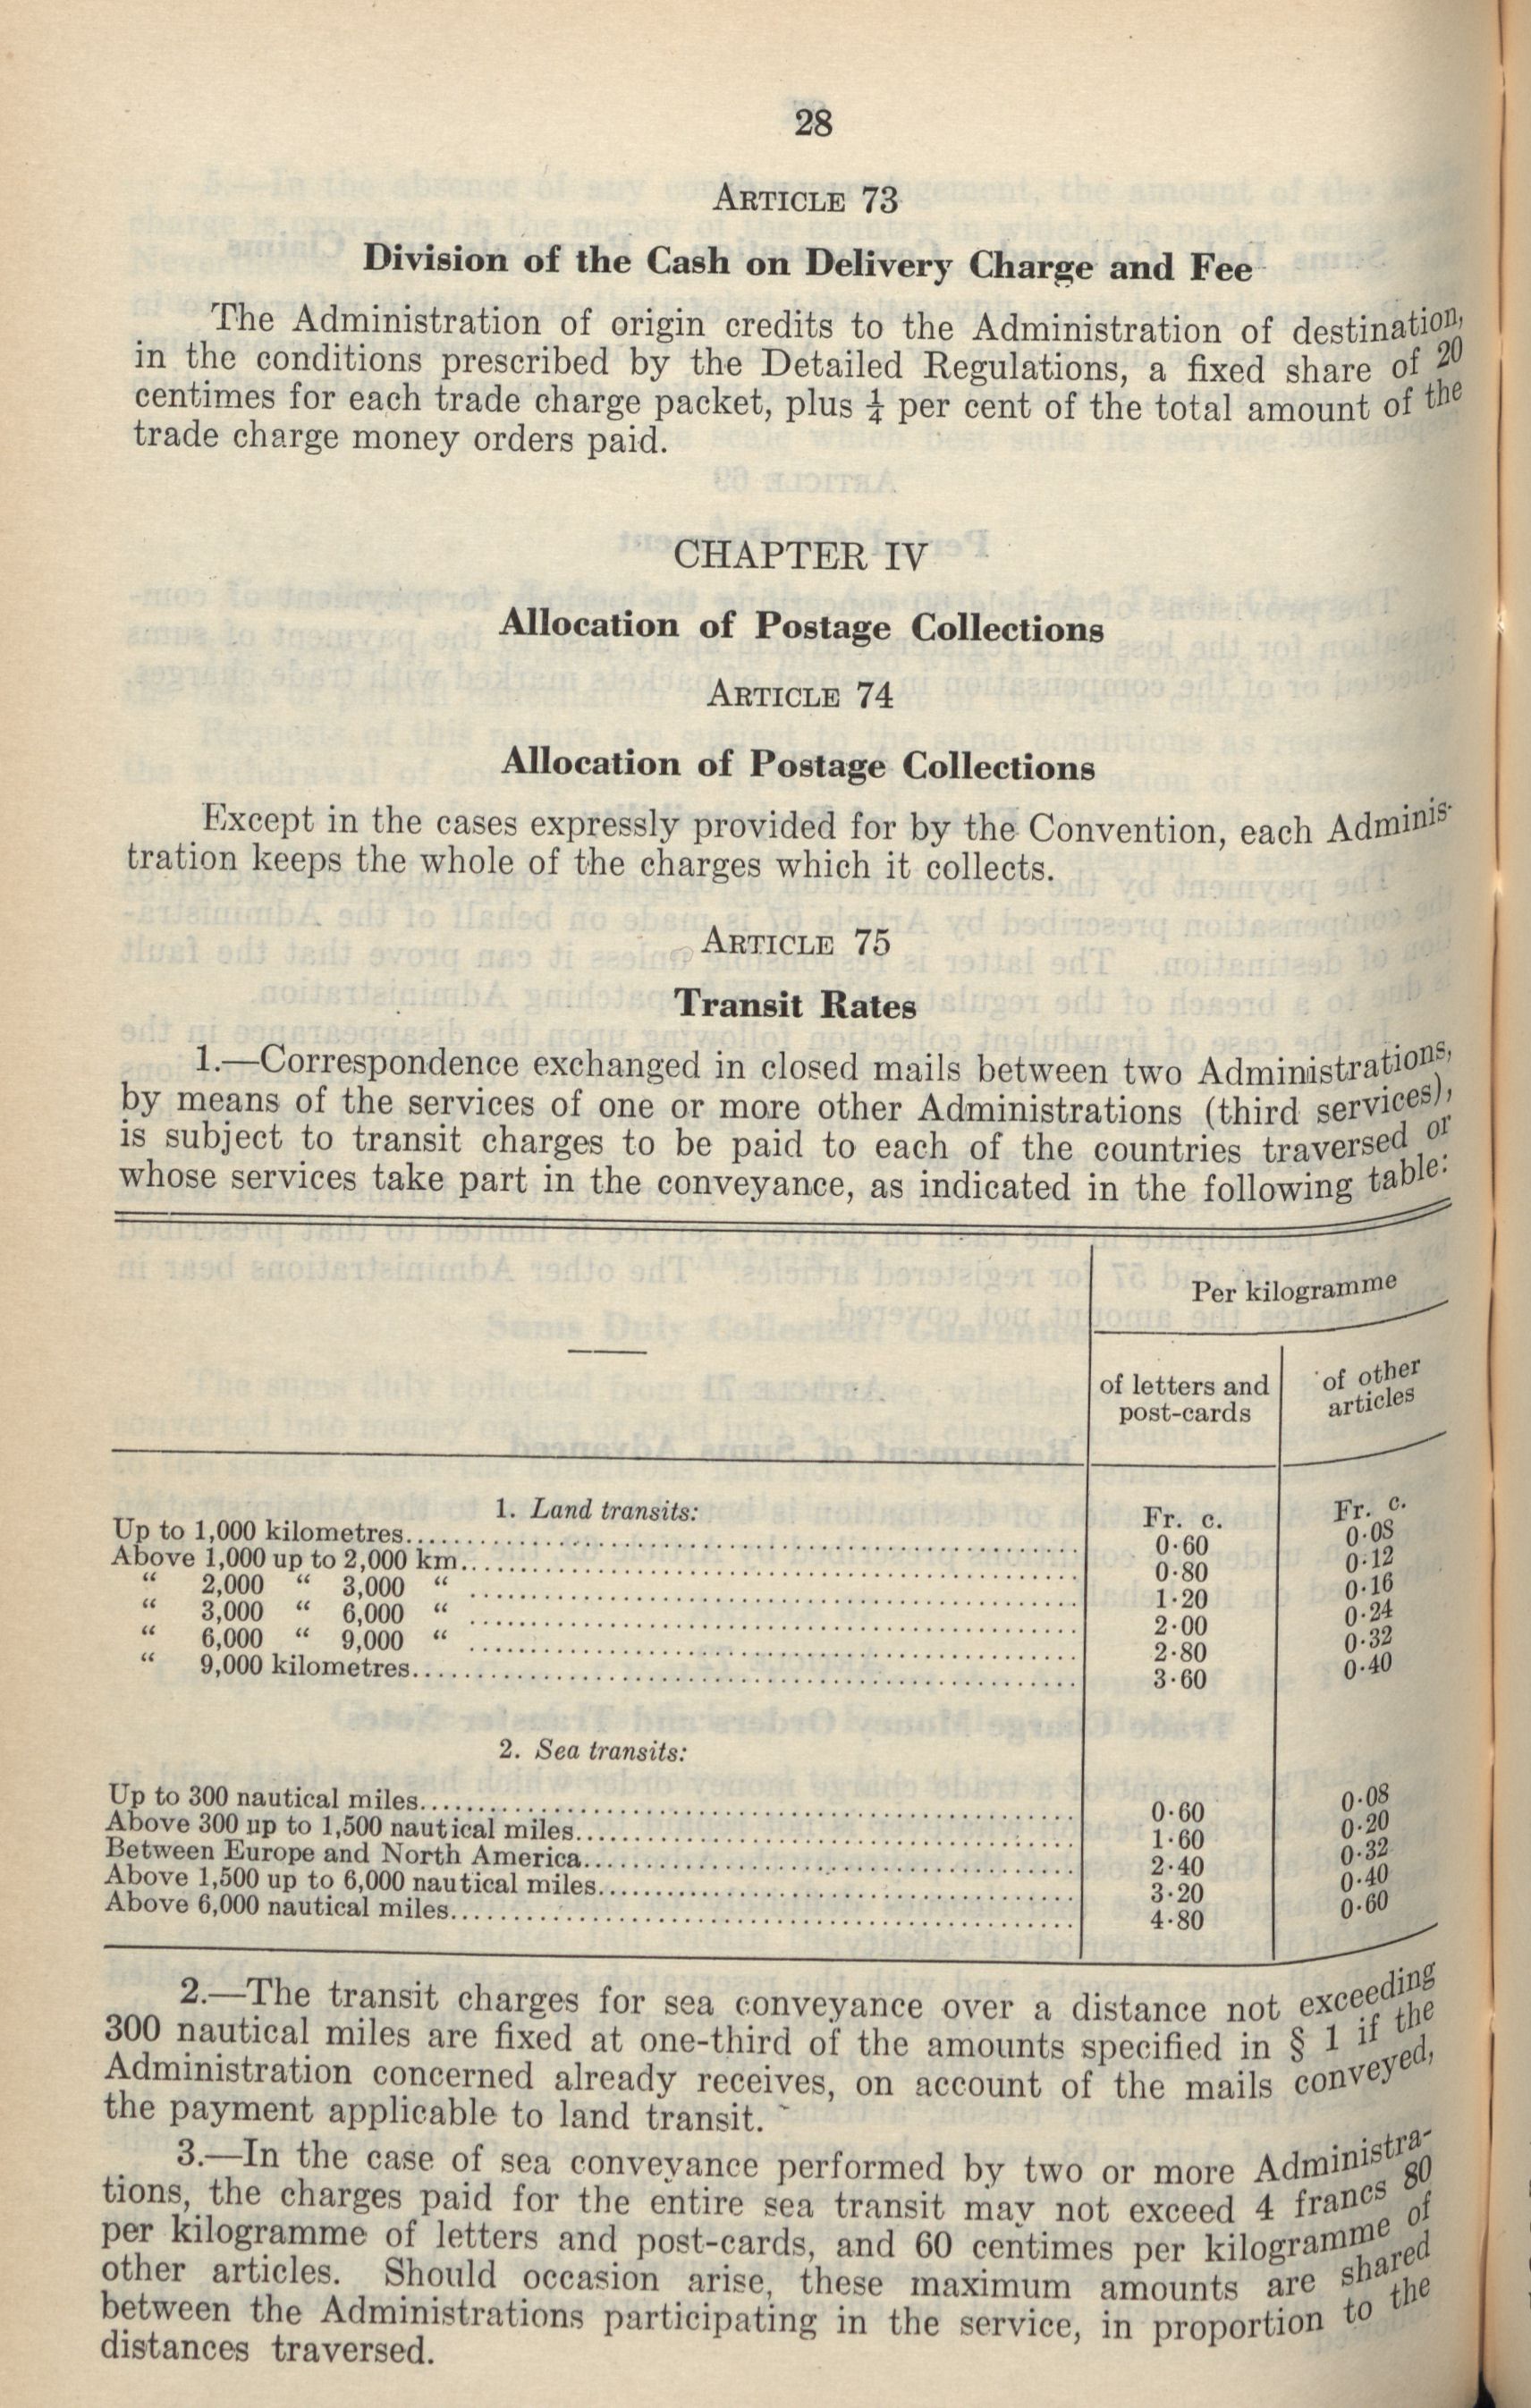 28
ARTICLE 73
Division of the Cash on Delivery Charge and Fee
The Administration of origin credits to the Administration of destination,
in the conditions prescribed by the Detailed Regulations, a fixed share of 20
centimes for each trade charge packet, plus ¼ per cent of the total amount of the
trade charge money orders paid.
CHAPTER IV
Allocation of Postage Collections
ARTICLE 74
Allocation of Postage Collections
Except in the cases expressly provided for by the Convention, each Adminis-
tration keeps the whole of the charges which it collects.
ARTICLE 75
Transit Rates
1.—Correspondence exchanged in closed mails between two Administrations,
by means of the services of one or more other Administrations (third services),
is subject to transit charges to be paid to each of the countries traversed or
whose services take part in the conveyance, as indicated in the following table:
Per kilogramme
of letters and post-cards | of other articles
1. Land transits: Fr. c. Fr. c.
Up to 1,000 kilometres........ 0·60 0·08
Above 1,000 up to 2,000 km........ 0·80 0·12
“ 2,000 “ 3,000 “ ........ 1·20 0·16
“ 3,000 “ 6,000 “ ........ 2·00 0·24
“ 6,000 “ 9,000 “ ........ 2·80 0·32
“ 9,000 kilometres........ 3·60 0·40
2. Sea transits:
Up to 300 nautical miles........ 0·60 0·08
Above 300 up to 1,500 nautical miles........ 1·60 0·20
Between Europe and North America........ 2·40 0·32
Above 1,500 up to 6,000 nautical miles........ 3·20 0·40
Above 6,000 nautical miles........ 4·80 0·60
2.—The transit charges for sea conveyance over a distance not exceeding
300 nautical miles are fixed at one-third of the amounts specified in § 1 if the
Administration concerned already receives, on account of the mails conveyed,
the payment applicable to land transit.
3.—In the case of sea conveyance performed by two or more Administra-
tions, the charges paid for the entire sea transit may not exceed 4 francs 80
per kilogramme of letters and post-cards, and 60 centimes per kilogramme of
other articles. Should occasion arise, these maximum amounts are shared
between the Administrations participating in the service, in proportion to the
distances traversed.